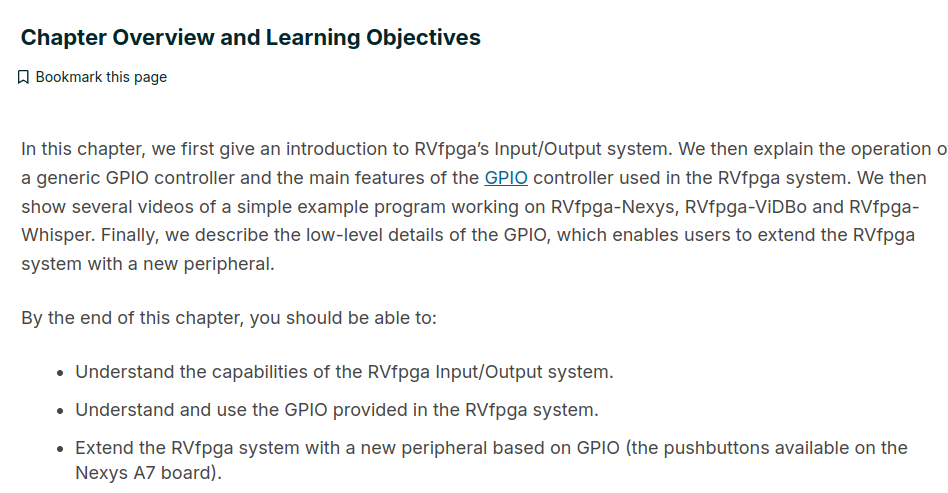 Chapter Overview and Learning Objectives
Bookmark this page
In this chapter, we first give an introduction to RVfpga’s Input/Output system. We then explain the operation
a generic GPIO controller and the main features of the GPIO controller used in the RVfpga system. We then
show several videos of a simple example program working on RVfpga-Nexys, RVfpga-ViDBo and RVfpga-
Whisper. Finally, we describe the low-level details of the GPIO, which enables users to extend the RVfpga
system with a new peripheral.
By the end of this chapter, you should be able to:
• Understand the capabilities of the RVfpga Input/Output system.
• Understand and use the GPIO provided in the RVfpga system.
• Extend the RVfpga system with a new peripheral based on GPIO (the pushbuttons available on the
Nexys A7 board).